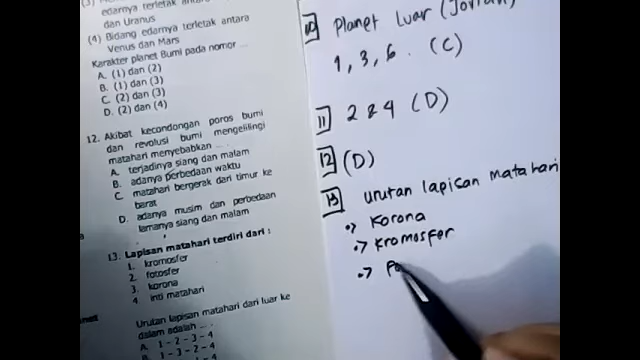 edarnya terletak antara
dan Uranus
(4) Bidang edarnya terletak antara
Venus dan Mars
Karakter planet Bumi pada nomor ...
A. (1) dan (2)
B. (1) dan (3)
C. (2) dan (3)
D. (2) dan (4)
12. Akibat kecondongan poros bumi
dan revolusi bumi mengelilingi
matahari menyebabkan ....
A. terjadinya siang dan malam
B. adanya perbedaan waktu
C. matahari bergerak dari timur ke
barat
D. adanya musim dan perbedaan
lamanya siang dan malam
13. Lapisan matahari terdiri dari :
1. kromosfer
2. fotosfer
3. korona
4. inti matahari
Urutan lapisan matahari dari luar ke
dalam adalah ....
A. 1 - 2 - 3 - 4
B. 1 - 3 - 2 - 4
10 Planet Luar (Jovian)
1, 3, 6. (C)
11 2 & 4 (D)
12 (D)
13 urutan lapisan matahari
Korona
Kromosfer